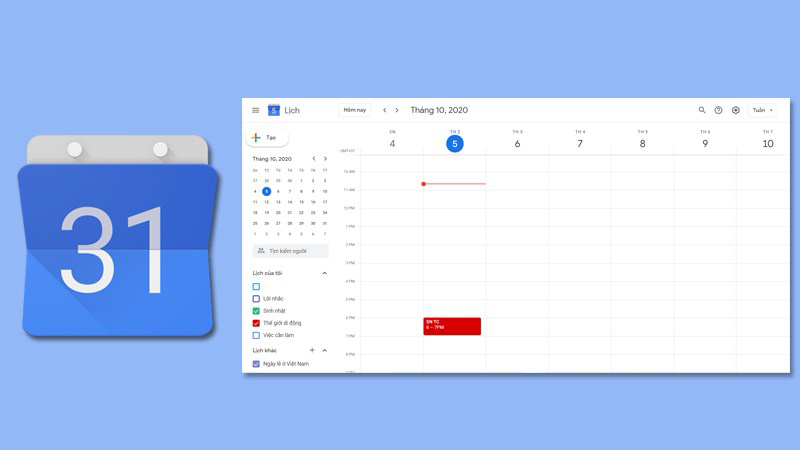 31
5 Lịch
Hôm nay
Tháng 10, 2020
Tuần
Tạo
Tháng 10, 2020
CN T2 T3 T4 T5 T6 T7
27 28 29 30 1 2 3
4 5 6 7 8 9 10
11 12 13 14 15 16 17
18 19 20 21 22 23 24
25 26 27 28 29 30 31
1 2 3 4 5 6 7
Tìm kiếm người
Lịch của tôi
Lời nhắc
Sinh nhật
Thế giới di động
Việc cần làm
Lịch khác
Ngày lễ ở Việt Nam
CN TH 2 TH 3 TH 4 TH 5 TH 6 TH 7
4 5 6 7 8 9 10
GMT+07
10 AM
11 AM
12 PM
1 PM
2 PM
3 PM
4 PM
5 PM
6 PM
SN TC
6 – 7PM
7 PM
8 PM